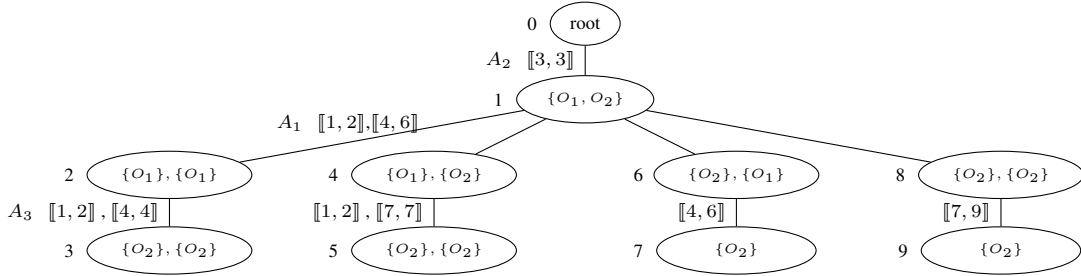 0 root
A₂ ⟦3, 3⟧
1 {O₁, O₂}
A₁ ⟦1, 2⟧,⟦4, 6⟧
2 {O₁}, {O₁} 4 {O₁}, {O₂} 6 {O₂}, {O₁} 8 {O₂}, {O₂}
A₃ ⟦1, 2⟧ , ⟦4, 4⟧ ⟦1, 2⟧ , ⟦7, 7⟧ ⟦4, 6⟧ ⟦7, 9⟧
3 {O₂}, {O₂} 5 {O₂}, {O₂} 7 {O₂} 9 {O₂}